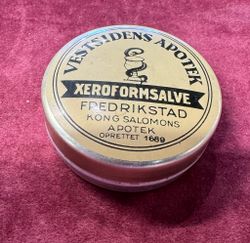 VESTSIDENS APOTEK
XEROFORMSALVE
FREDRIKSTAD
KONG SALOMONS
APOTEK
OPRETTET 1689